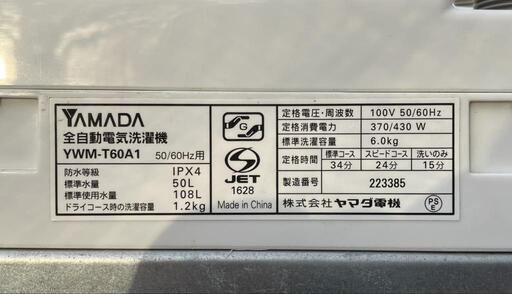 YAMADA
全自動電気洗濯機
YWM-T60A1 50/60Hz用
防水等級 IPX4
標準水量 50L
標準使用水量 108L
ドライコース時の洗濯容量 1.2kg
G
S
JET
1628
Made in China
定格電圧・周波数 100V 50/60Hz
定格消費電力 370/430 W
標準洗濯容量 6.0kg
定格時間 標準コース スピードコース 洗いのみ
34分 24分 15分
製造番号 223385
株式会社 ヤマダ電機
PS
E